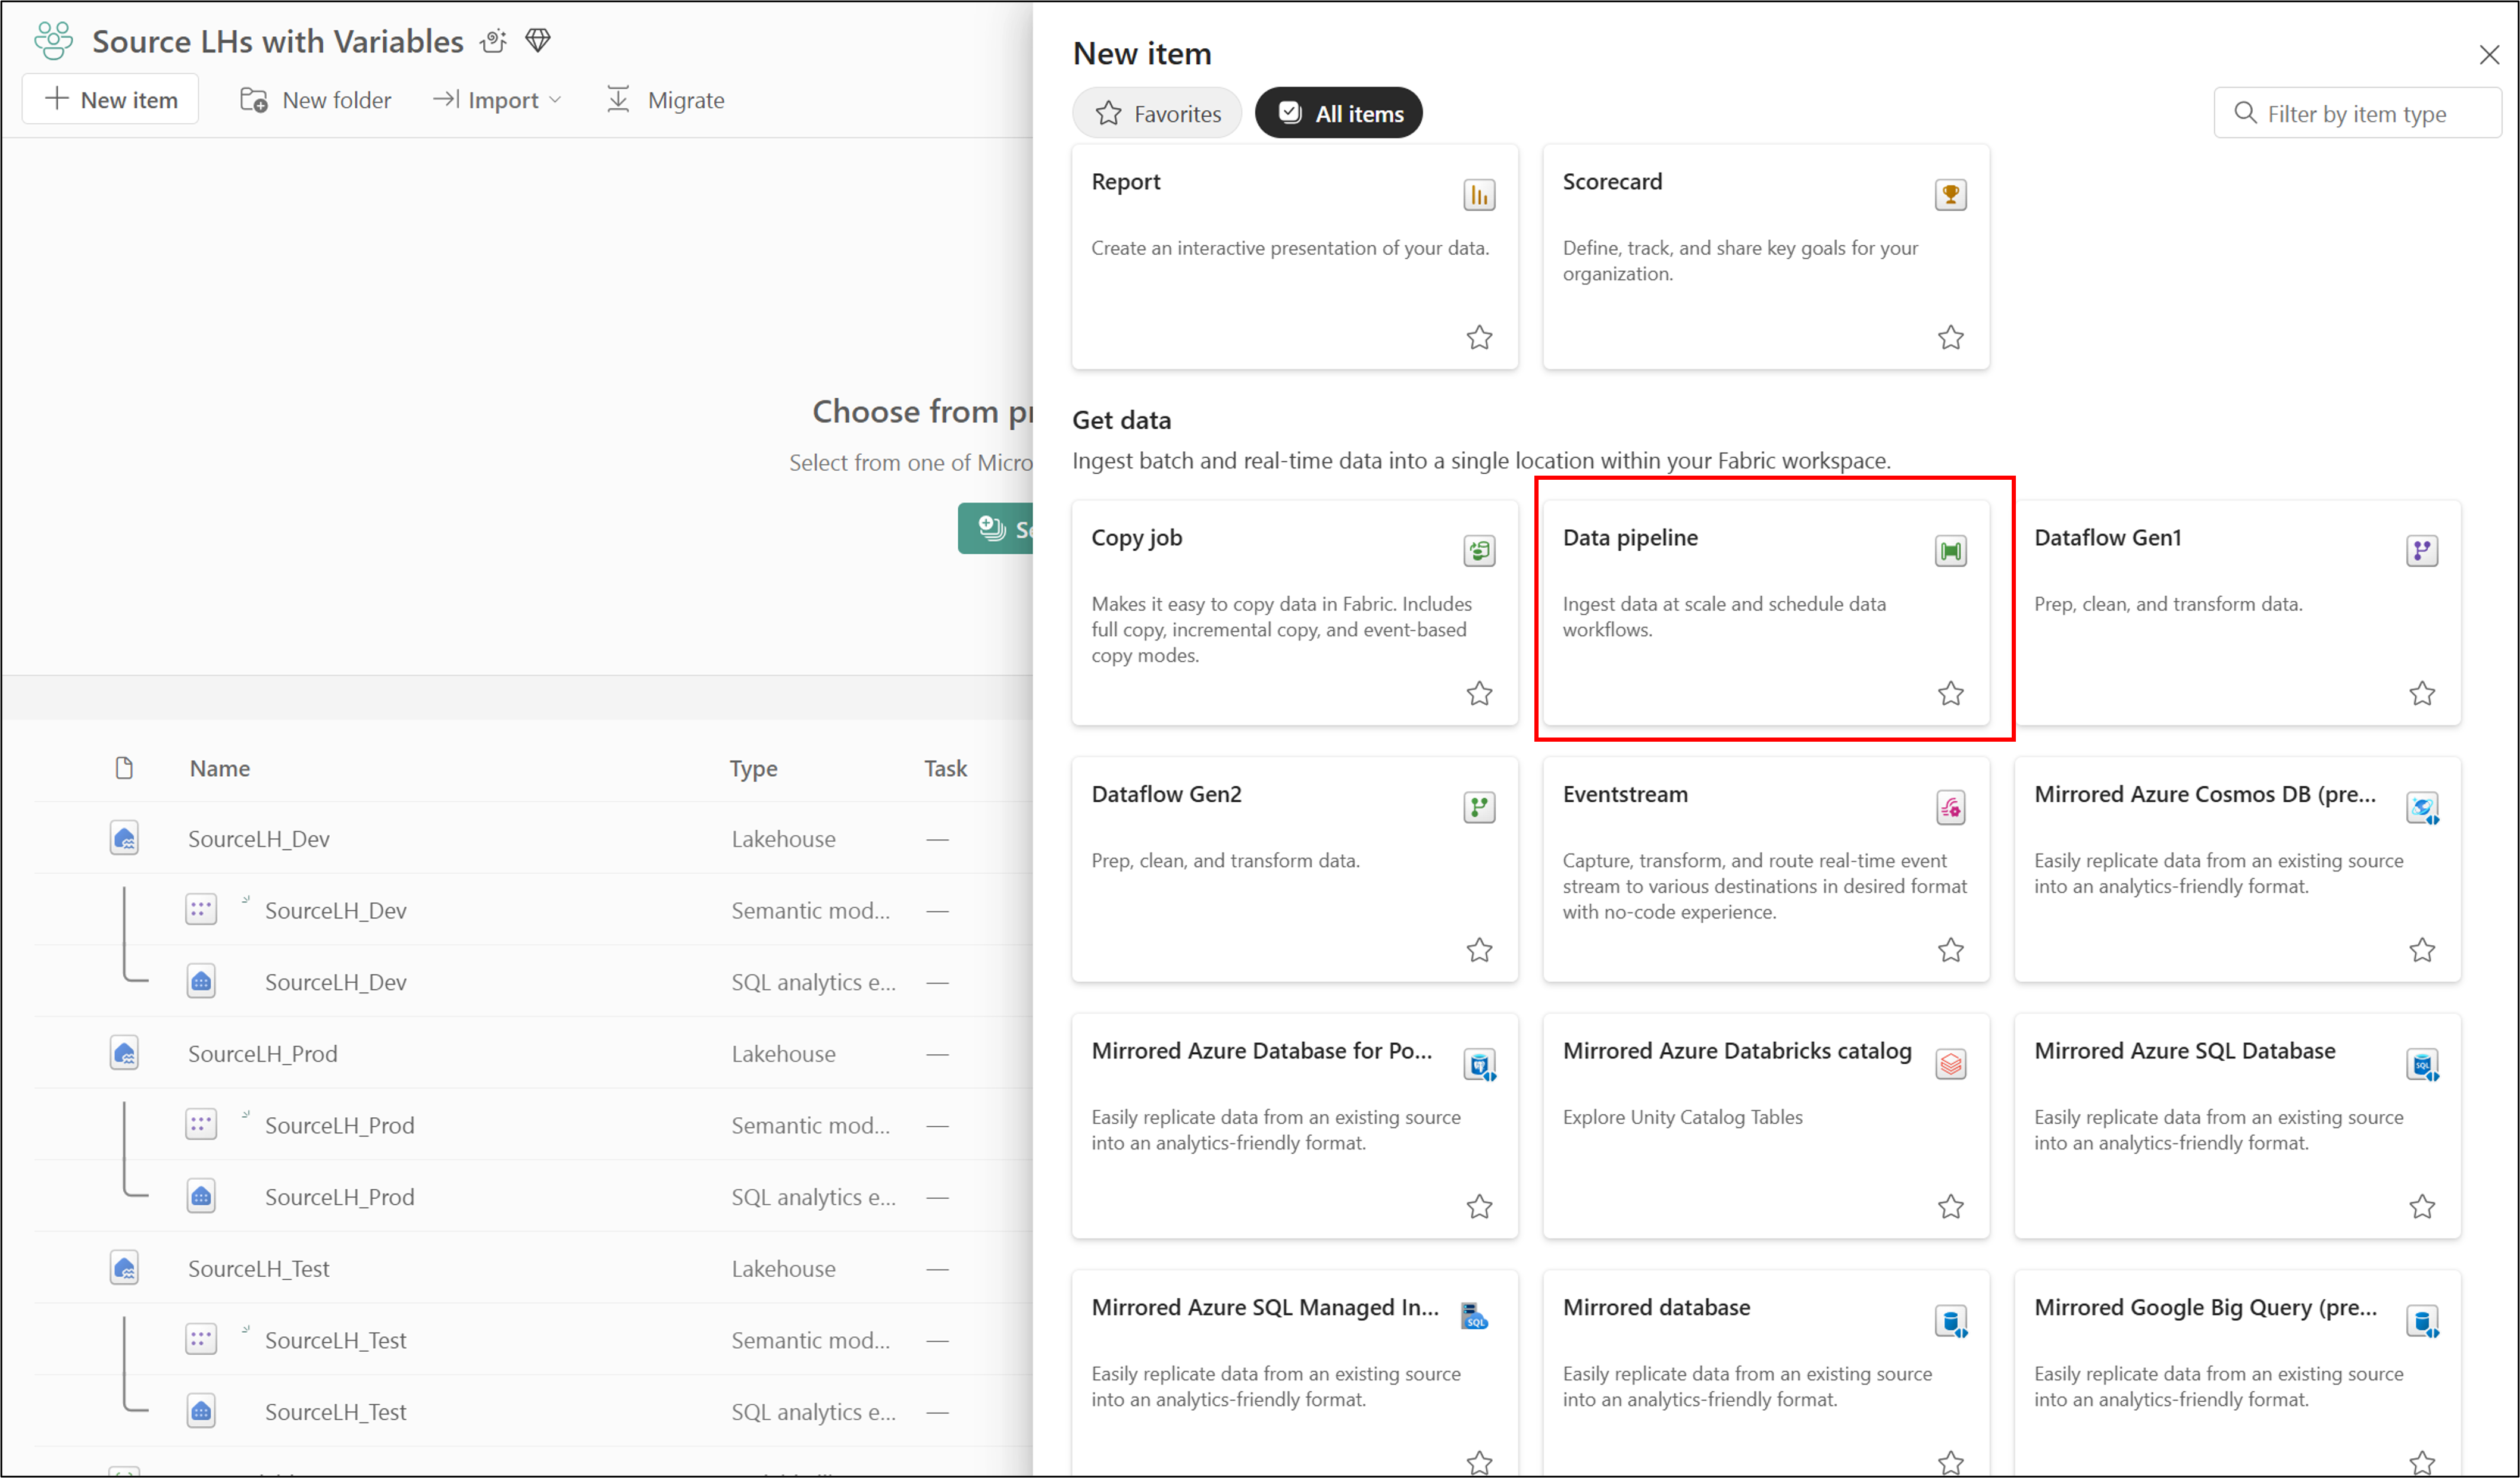 Source LHs with Variables
New item
New folder
Import
Migrate
Choose from
Select from one of
Name
Type
Task
SourceLH_Dev
Lakehouse
—
SourceLH_Dev
Semantic mod...
—
SourceLH_Dev
SQL analytics e...
—
SourceLH_Prod
Lakehouse
—
SourceLH_Prod
Semantic mod...
—
SourceLH_Prod
SQL analytics e...
—
SourceLH_Test
Lakehouse
—
SourceLH_Test
Semantic mod...
—
SourceLH_Test
SQL analytics e...
—
New item
Favorites
All items
Filter by item type
Report
Create an interactive presentation of your data.
Scorecard
Define, track, and share key goals for your
organization.
Get data
Ingest batch and real-time data into a single location within your Fabric workspace.
Copy job
Makes it easy to copy data in Fabric. Includes
full copy, incremental copy, and event-based
copy modes.
Data pipeline
Ingest data at scale and schedule data
workflows.
Dataflow Gen1
Prep, clean, and transform data.
Dataflow Gen2
Prep, clean, and transform data.
Eventstream
Capture, transform, and route real-time event
stream to various destinations in desired format
with no-code experience.
Mirrored Azure Cosmos DB (pre...
Easily replicate data from an existing source
into an analytics-friendly format.
Mirrored Azure Database for Po...
Easily replicate data from an existing source
into an analytics-friendly format.
Mirrored Azure Databricks catalog
Explore Unity Catalog Tables
Mirrored Azure SQL Database
SQL
Easily replicate data from an existing source
into an analytics-friendly format.
Mirrored Azure SQL Managed In...
SQL
Easily replicate data from an existing source
into an analytics-friendly format.
Mirrored database
Easily replicate data from an existing source
into an analytics-friendly format.
Mirrored Google Big Query (pre...
Easily replicate data from an existing source
into an analytics-friendly format.